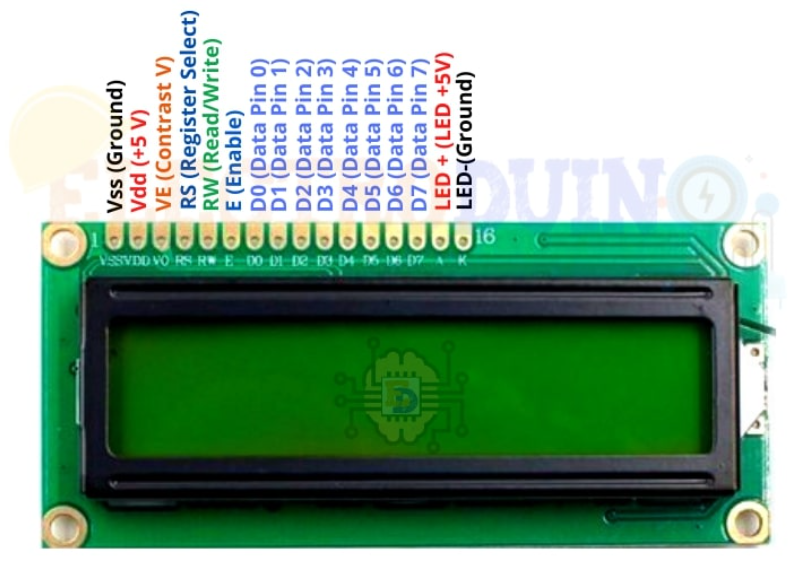 Vss (Ground)
Vdd (+5 V)
VE (Contrast V)
RS (Register Select)
RW (Read/Write)
E (Enable)
D0 (Data Pin 0)
D1 (Data Pin 1)
D2 (Data Pin 2)
D3 (Data Pin 3)
D4 (Data Pin 4)
D5 (Data Pin 5)
D6 (Data Pin 6)
D7 (Data Pin 7)
LED + (LED +5V)
LED-(Ground)
1 16
VSS VDD VO RS RW E D0 D1 D2 D3 D4 D5 D6 D7 A K
ED